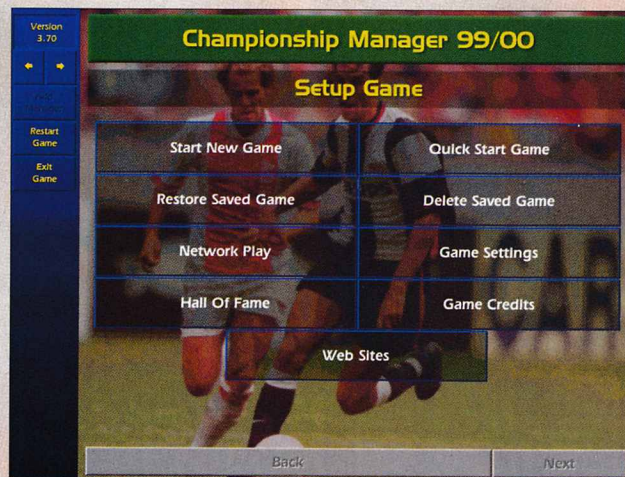 Version
3.70
Championship Manager 99/00
Setup Game
Restart
Game
Exit
Game
Start New Game
Quick Start Game
Restore Saved Game
Delete Saved Game
Network Play
Game Settings
Hall Of Fame
Game Credits
Web Sites
Back
Next